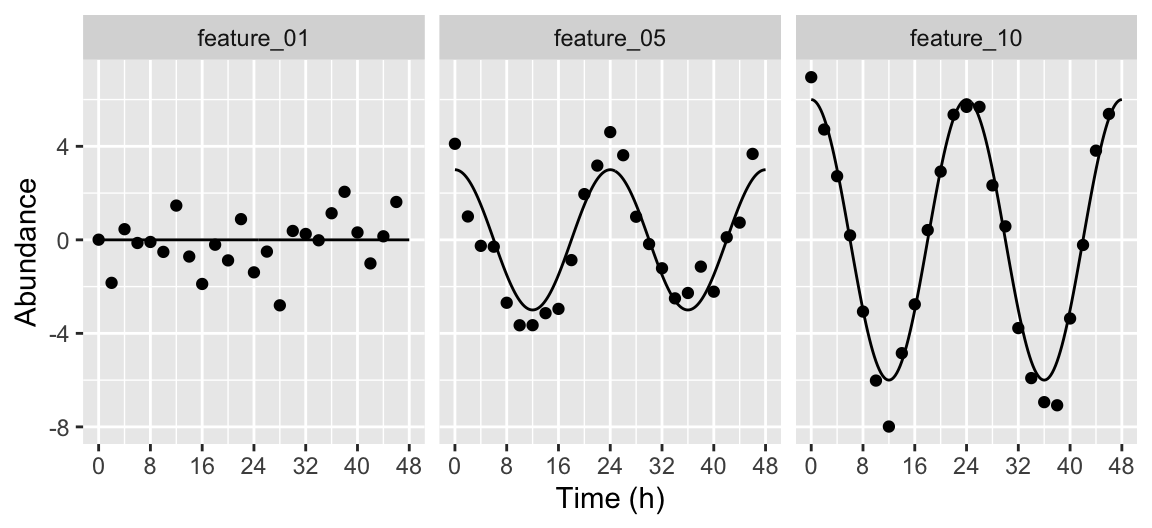 feature_01 feature_05 feature_10
Abundance
4
0
-4
-8
0 8 16 24 32 40 48 0 8 16 24 32 40 48 0 8 16 24 32 40 48
Time (h)